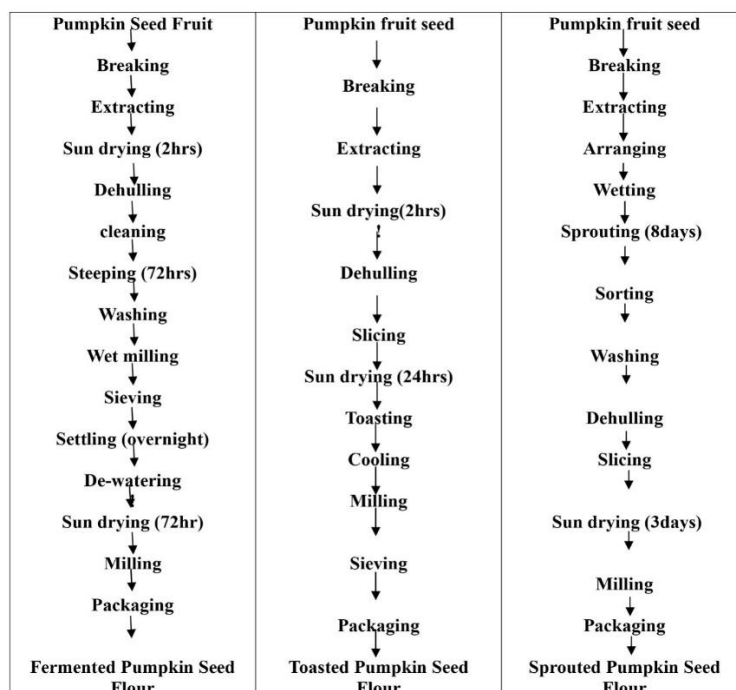 Pumpkin Seed Fruit
Breaking
Extracting
Sun drying (2hrs)
Dehulling
cleaning
Steeping (72hrs)
Washing
Wet milling
Sieving
Settling (overnight)
De-watering
Sun drying (72hr)
Milling
Packaging
Fermented Pumpkin Seed
Flour
Pumpkin fruit seed
Breaking
Extracting
Sun drying(2hrs)
Dehulling
Slicing
Sun drying (24hrs)
Toasting
Cooling
Milling
Sieving
Packaging
Toasted Pumpkin Seed
Flour
Pumpkin fruit seed
Breaking
Extracting
Arranging
Wetting
Sprouting (8days)
Sorting
Washing
Dehulling
Slicing
Sun drying (3days)
Milling
Packaging
Sprouted Pumpkin Seed
Flour